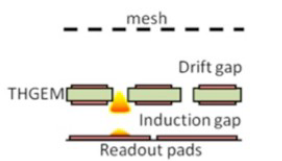 mesh
Drift gap
THGEM
Induction gap
Readout pads